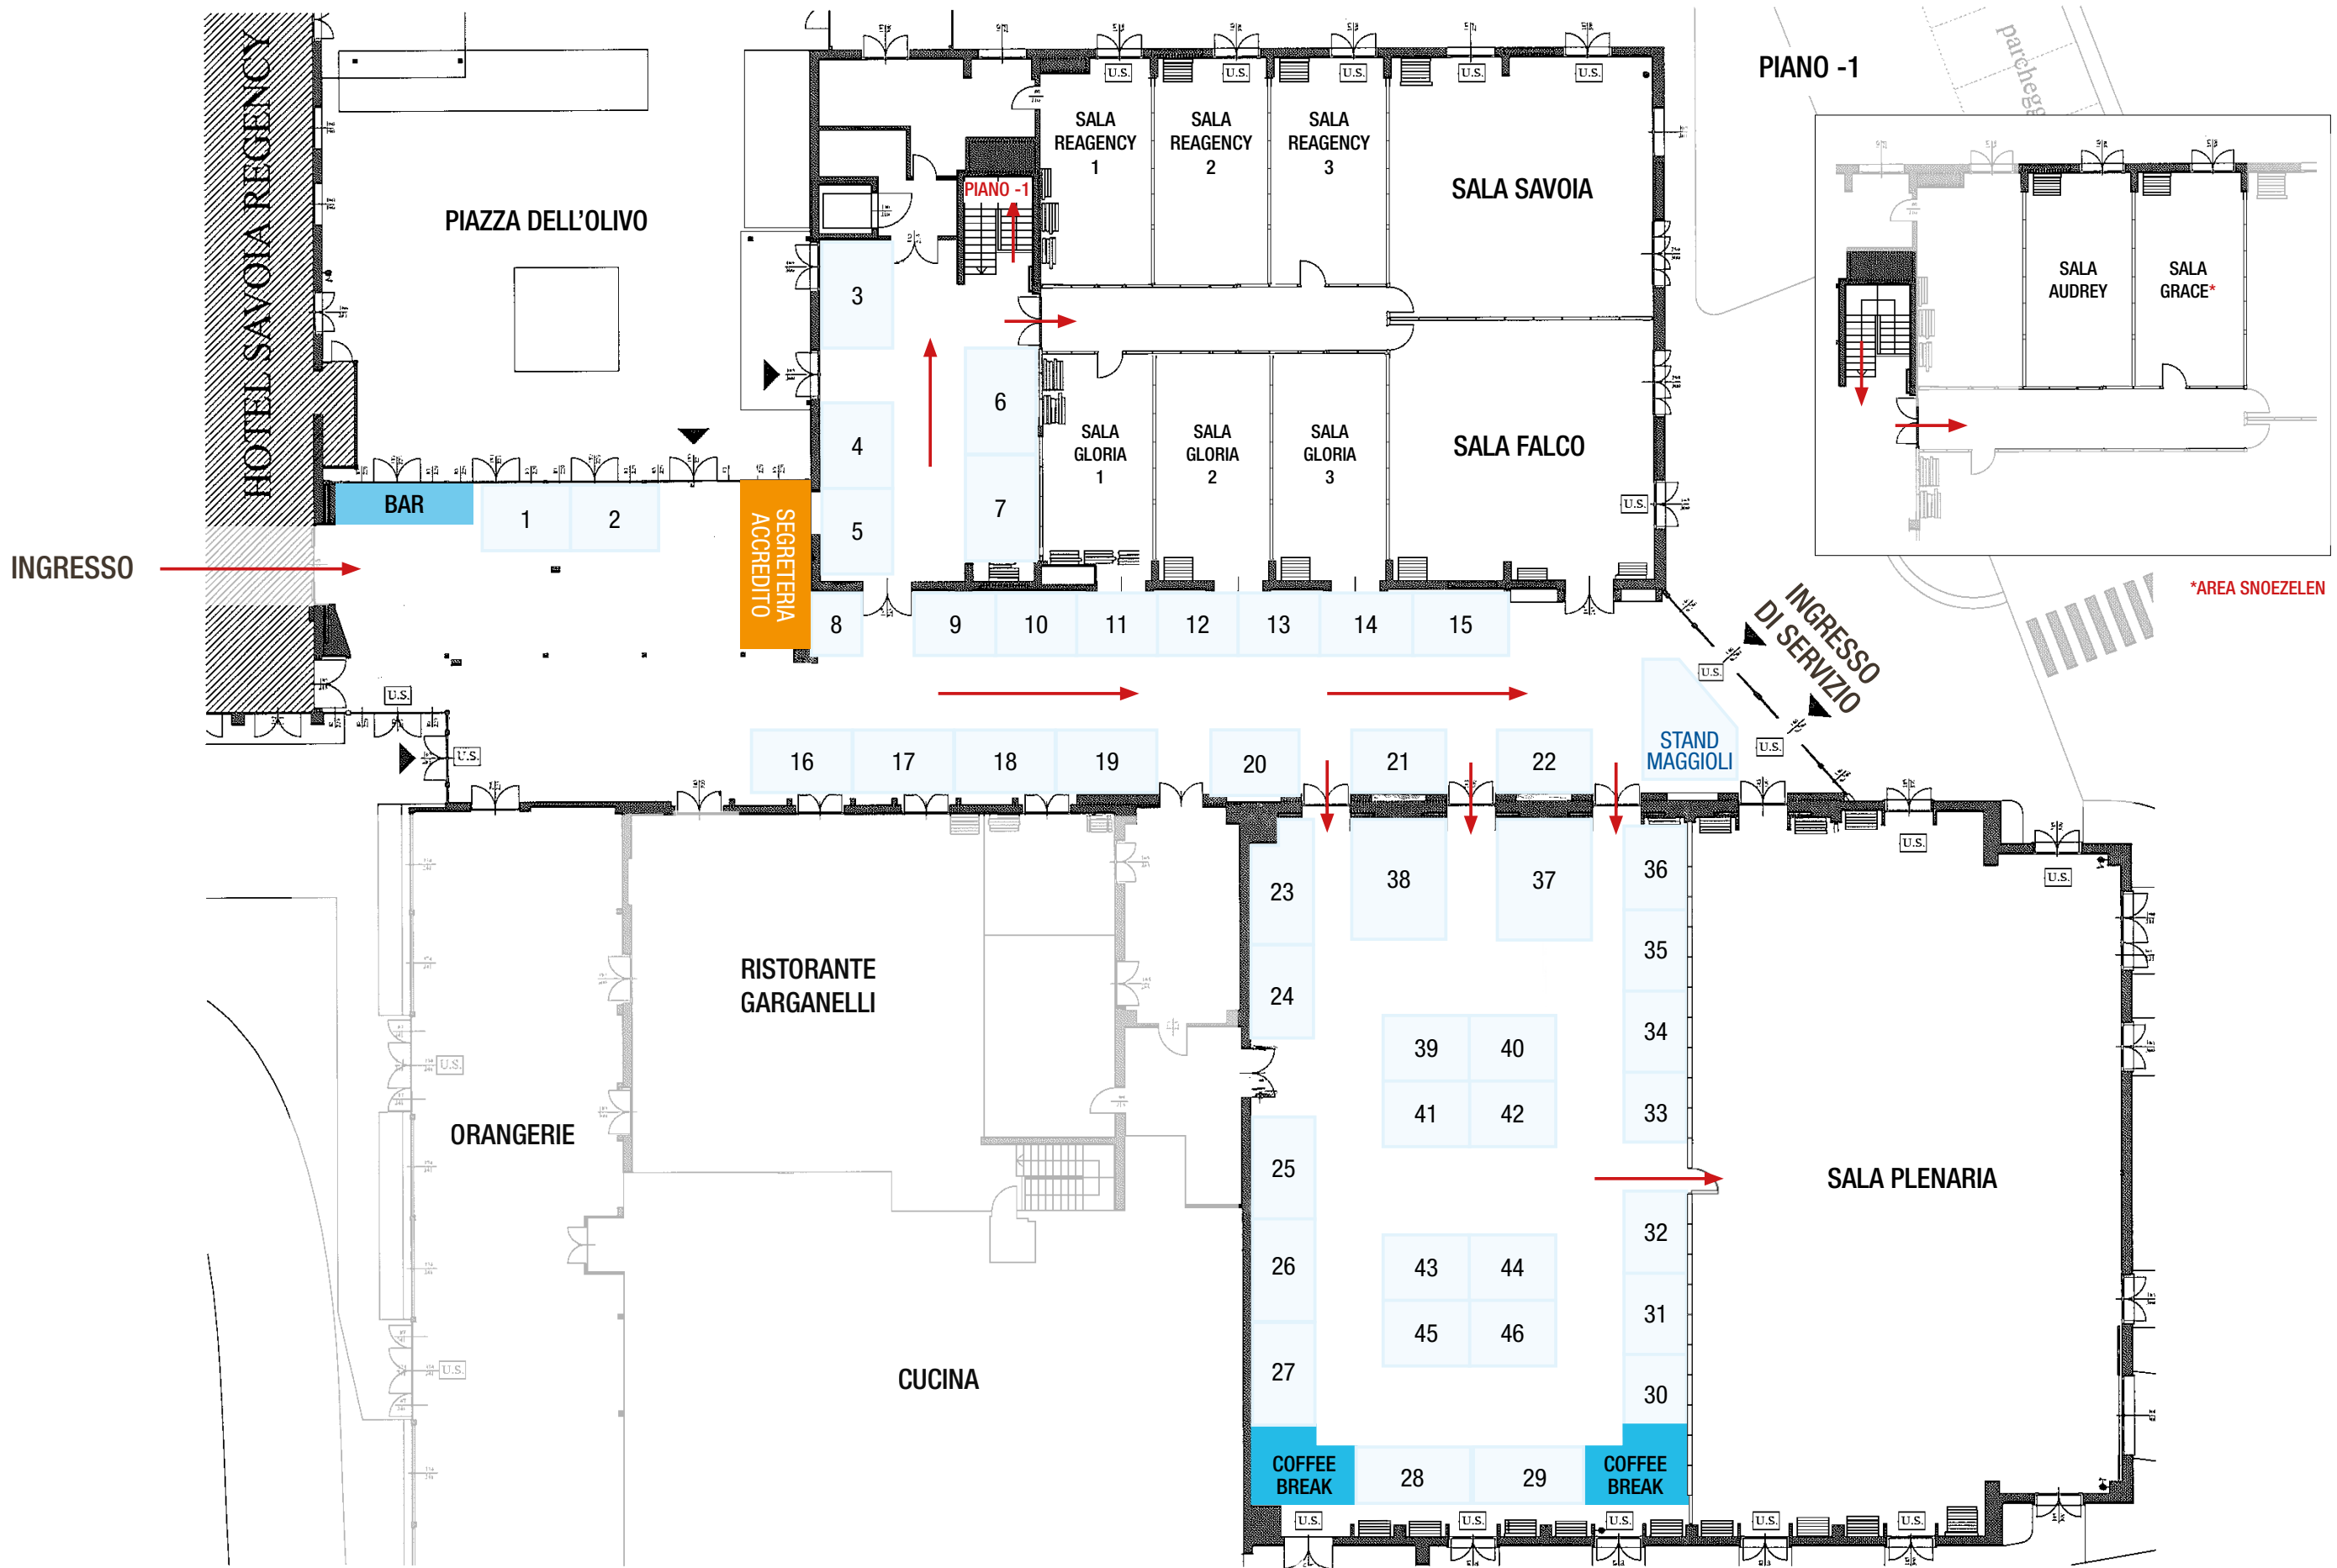 HOTEL SAVOIA REGENCY
PIAZZA DELL'OLIVO
PIANO -1
U.S.
U.S.
U.S.
U.S.
U.S.
SALA
REAGENCY
1
SALA
REAGENCY
2
SALA
REAGENCY
3
SALA SAVOIA
PIANO -1
parchegg
SALA
AUDREY
SALA
GRACE*
*AREA SNOEZELEN
3
4
5
6
7
SALA
GLORIA
1
SALA
GLORIA
2
SALA
GLORIA
3
SALA FALCO
U.S.
BAR
1
2
SEGRETERIA
ACCREDITO
INGRESSO
8
9
10
11
12
13
14
15
INGRESSO
DI SERVIZIO
U.S.
U.S.
U.S.
U.S.
16
17
18
19
20
21
22
STAND
MAGGIOLI
U.S.
U.S.
23
24
38
37
36
35
34
33
39
40
41
42
RISTORANTE
GARGANELLI
ORANGERIE
U.S.
U.S.
CUCINA
25
26
27
43
44
45
46
32
31
30
SALA PLENARIA
COFFEE
BREAK
28
29
COFFEE
BREAK
U.S.
U.S.
U.S.
U.S.
U.S.